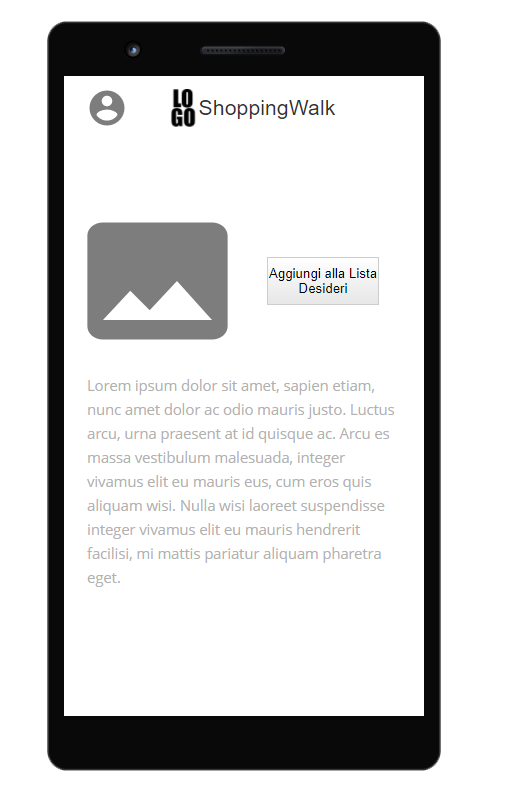 LO
GO
ShoppingWalk
Aggiungi alla Lista
Desideri
Lorem ipsum dolor sit amet, sapien etiam,
nunc amet dolor ac odio mauris justo. Luctus
arcu, urna praesent at id quisque ac. Arcu es
massa vestibulum malesuada, integer
vivamus elit eu mauris eus, cum eros quis
aliquam wisi. Nulla wisi laoreet suspendisse
integer vivamus elit eu mauris hendrerit
facilisi, mi mattis pariatur aliquam pharetra
eget.